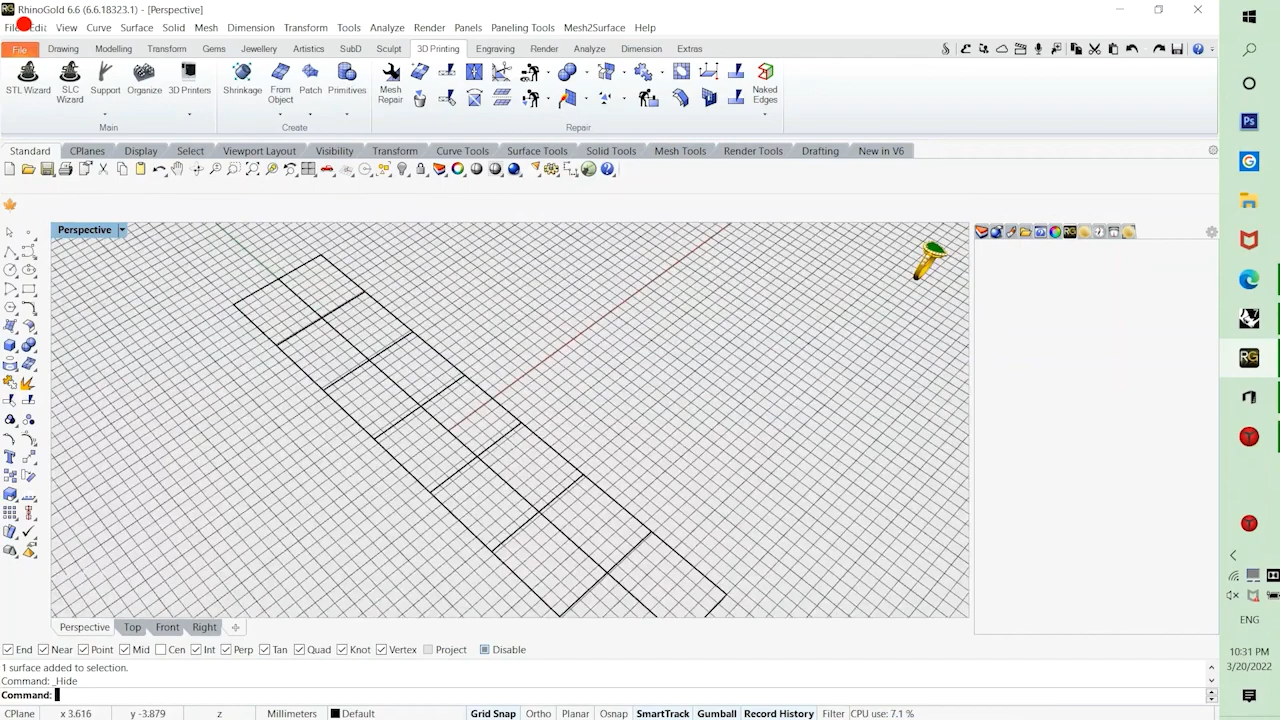 RhinoGold 6.6 (6.6.18323.1) - [Perspective]
File Edit View Curve Surface Solid Mesh Dimension Transform Tools Analyze Render Panels Paneling Tools Mesh2Surface Help
File Drawing Modelling Transform Gems Jewellery Artistics SubD Sculpt 3D Printing Engraving Render Analyze Dimension Extras
STL Wizard SLC Wizard Support Organize 3D Printers Shrinkage From Object Patch Primitives Mesh Repair Naked Edges
Main Create Repair
Standard CPlanes Display Select Viewport Layout Visibility Transform Curve Tools Surface Tools Solid Tools Mesh Tools Render Tools Drafting New in V6
Perspective
Perspective Top Front Right
End Near Point Mid Cen Int Perp Tan Quad Knot Vertex Project Disable
1 surface added to selection.
Command: _Hide
Command:
CPlane x 3.616 y -3.879 z Millimeters Default Grid Snap Ortho Planar Osnap SmartTrack Gumball Record History Filter CPU use: 7.1 %
Ps
RG
ENG
10:31 PM
3/20/2022